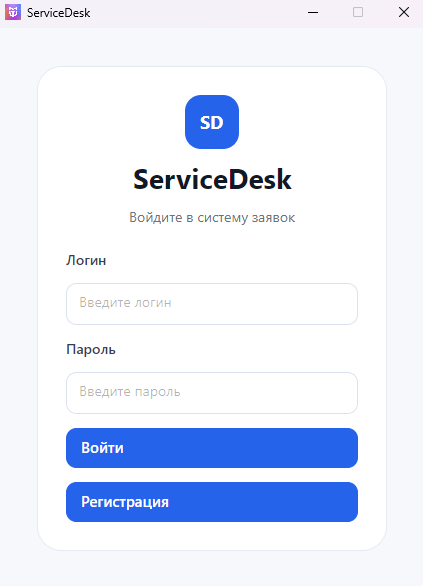 ServiceDesk
SD
ServiceDesk
Войдите в систему заявок
Логин
Введите логин
Пароль
Введите пароль
Войти
Регистрация